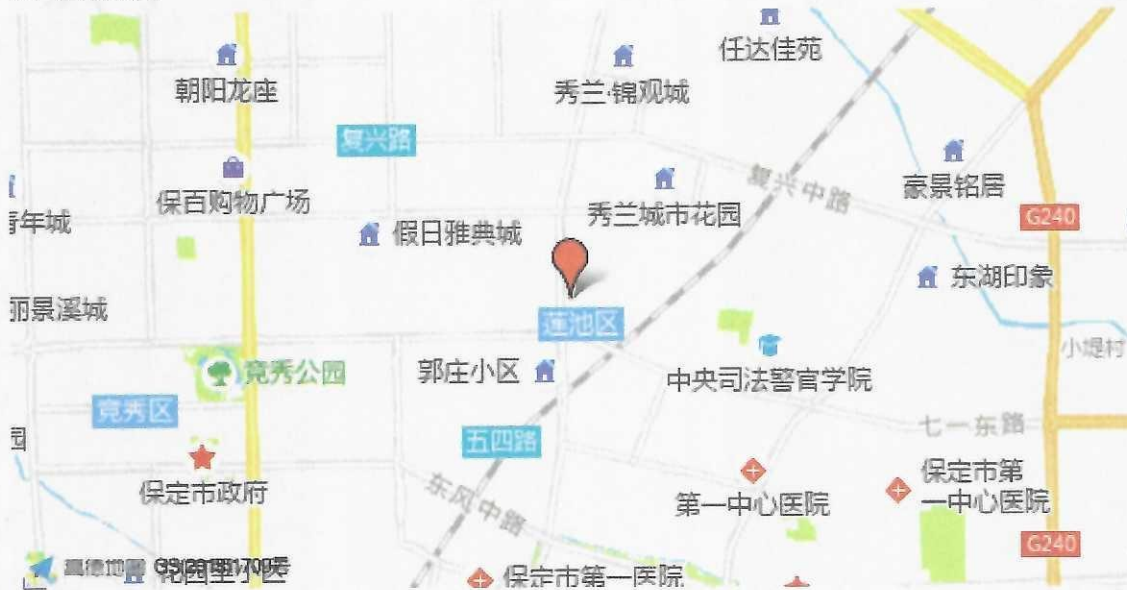 任达佳苑
朝阳龙座
秀兰·锦观城
复兴路
保百购物广场
复兴中路
豪景铭居
青年城
假日雅典城
秀兰城市花园
G240
东湖印象
丽景溪城
莲池区
小堤村
竞秀公园
郭庄小区
中央司法警官学院
竞秀区
七一东路
园
五四路
保定市政府
东风中路
第一中心医院
保定市第
一中心医院
G240
高德地图
保定市第一医院